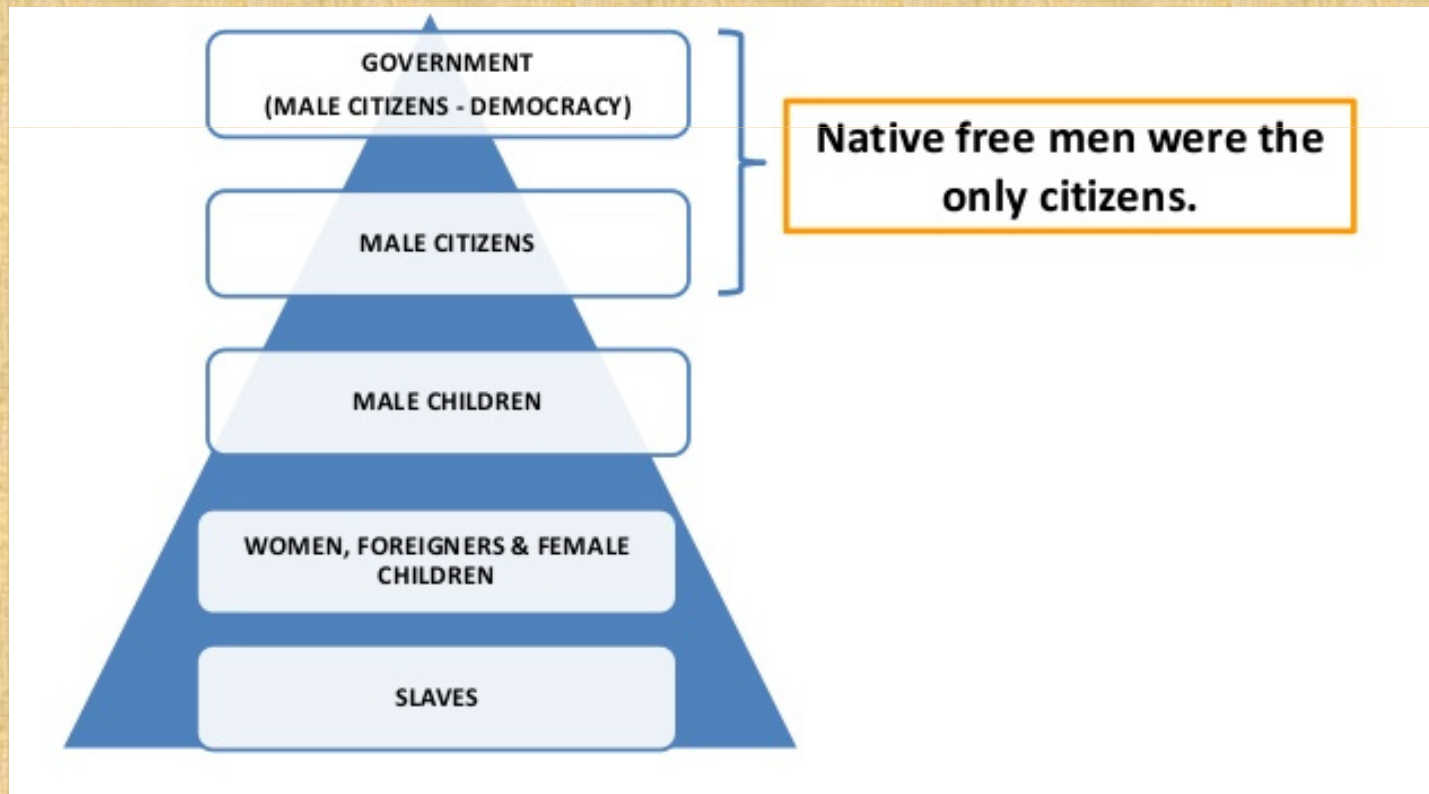 GOVERNMENT
(MALE CITIZENS - DEMOCRACY)
Native free men were the
only citizens.
MALE CITIZENS
MALE CHILDREN
WOMEN, FOREIGNERS & FEMALE
CHILDREN
SLAVES